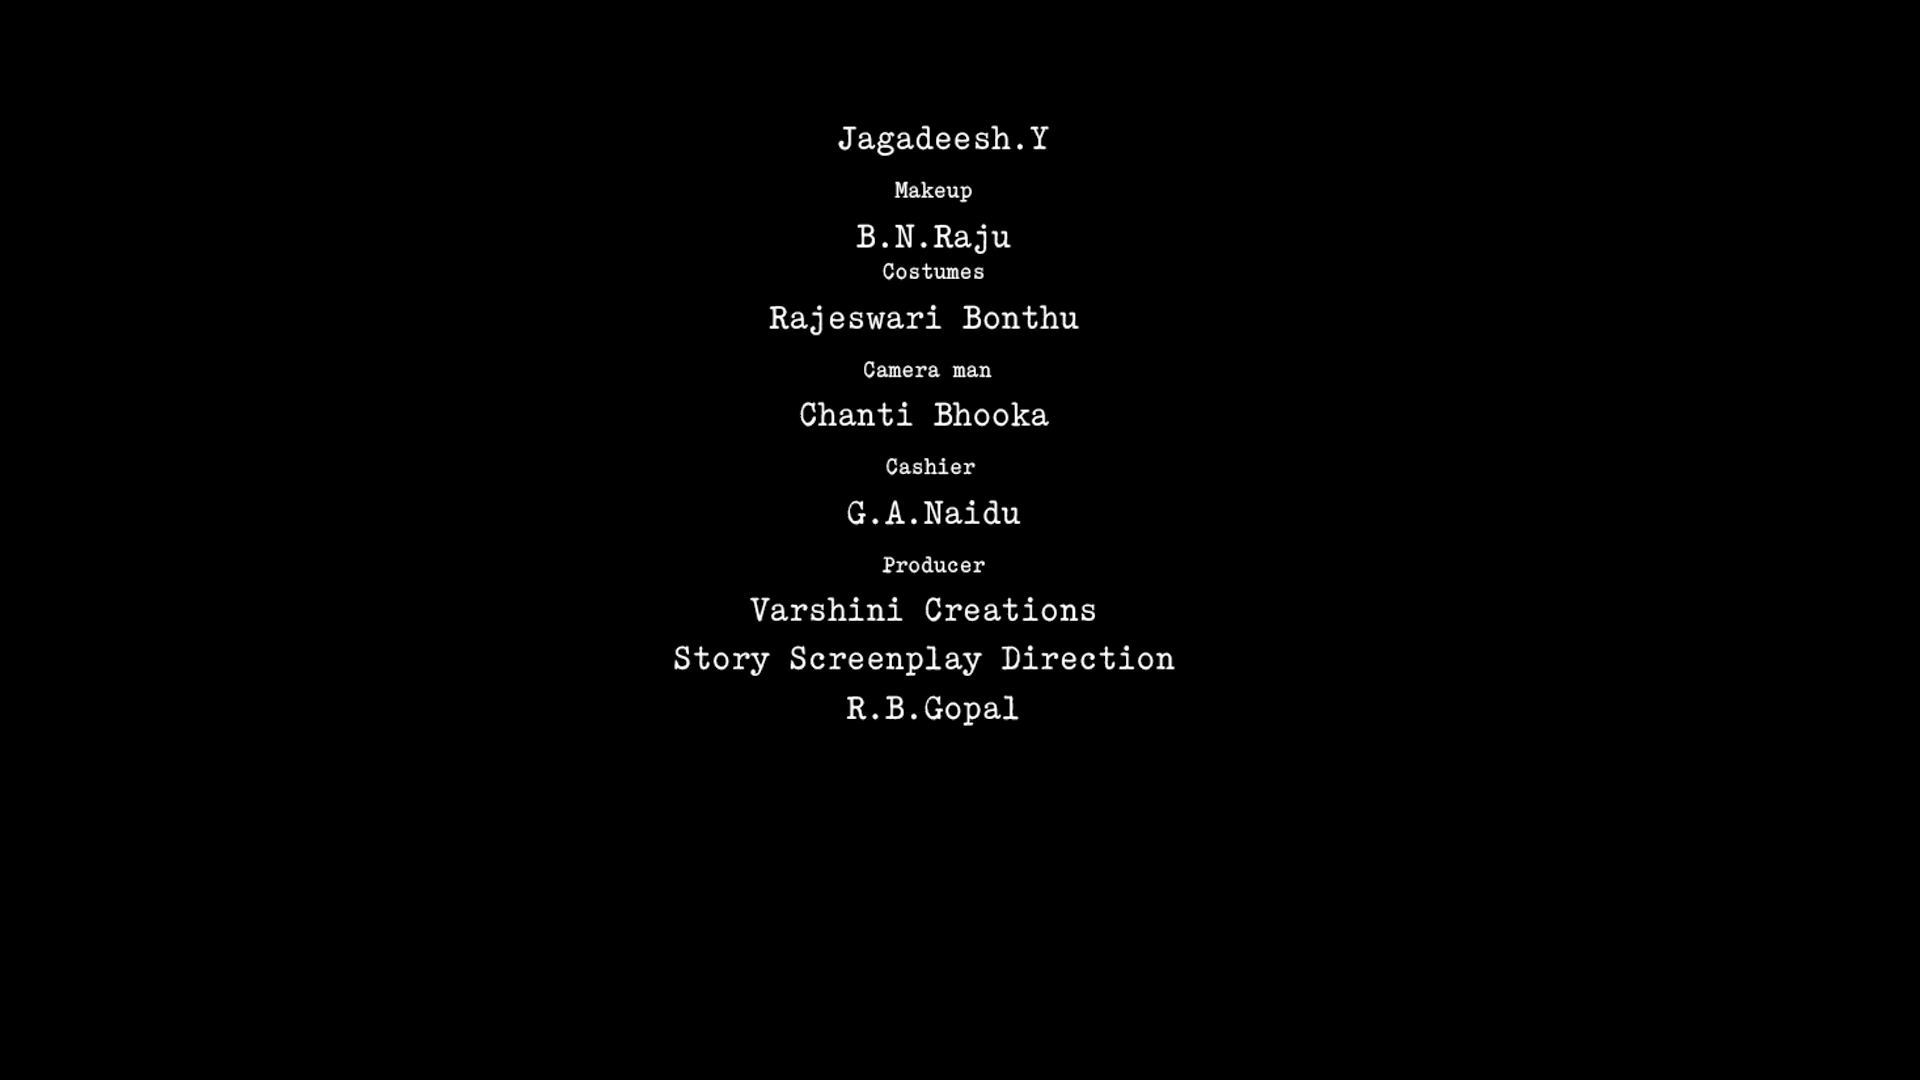 Jagadeesh.Y
Makeup
B.N.Raju
Costumes
Rajeswari Bonthu
Camera man
Chanti Bhooka
Cashier
G.A.Naidu
Producer
Varshini Creations
Story Screenplay Direction
R.B.Gopal